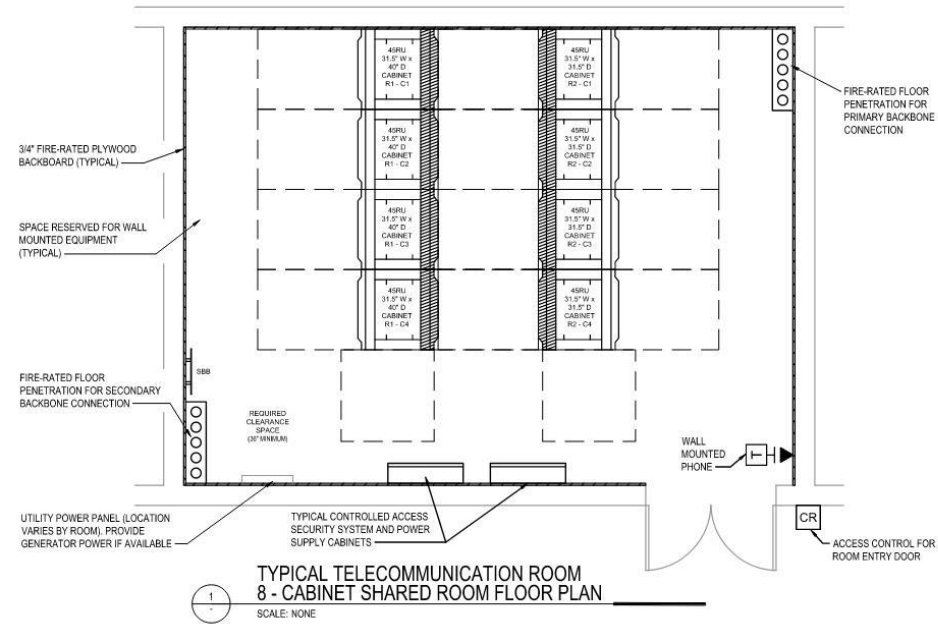 45RU
31.5" W x
40" D
CABINET
R1 - C1
45RU
31.5" W x
31.5" D
CABINET
R2 - C1
FIRE-RATED FLOOR
PENETRATION FOR
PRIMARY BACKBONE
CONNECTION
3/4" FIRE-RATED PLYWOOD
BACKBOARD (TYPICAL)
45RU
31.5" W x
40" D
CABINET
R1 - C2
45RU
31.5" W x
31.5" D
CABINET
R2 - C2
SPACE RESERVED FOR WALL
MOUNTED EQUIPMENT
(TYPICAL)
45RU
31.5" W x
40" D
CABINET
R1 - C3
45RU
31.5" W x
31.5" D
CABINET
R2 - C3
45RU
31.5" W x
40" D
CABINET
R1 - C4
45RU
31.5" W x
31.5" D
CABINET
R2 - C4
SBB
FIRE-RATED FLOOR
PENETRATION FOR SECONDARY
BACKBONE CONNECTION
REQUIRED
CLEARANCE
SPACE
(36" MINIMUM)
WALL
MOUNTED
PHONE
T
UTILITY POWER PANEL (LOCATION
VARIES BY ROOM). PROVIDE
GENERATOR POWER IF AVAILABLE
TYPICAL CONTROLLED ACCESS
SECURITY SYSTEM AND POWER
SUPPLY CABINETS
CR
ACCESS CONTROL FOR
ROOM ENTRY DOOR
1
-
TYPICAL TELECOMMUNICATION ROOM
8 - CABINET SHARED ROOM FLOOR PLAN
SCALE: NONE